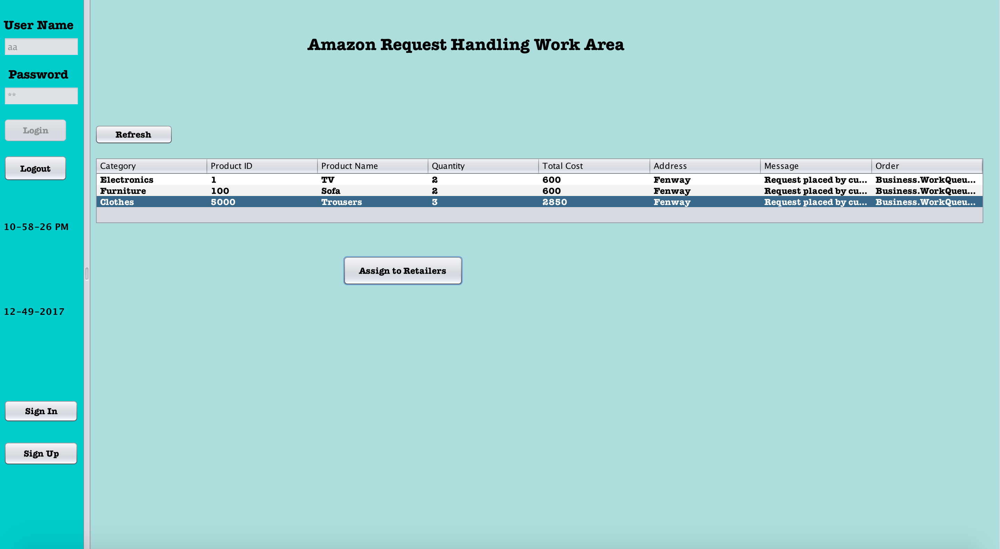 User Name
aa
Password
**
Login
Logout
10-58-26 PM
12-49-2017
Sign In
Sign Up
Amazon Request Handling Work Area
Refresh
Category Product ID Product Name Quantity Total Cost Address Message Order
Electronics 1 TV 2 600 Fenway Request placed by cu... Business.WorkQueu...
Furniture 100 Sofa 2 600 Fenway Request placed by cu... Business.WorkQueu...
Clothes 5000 Trousers 3 2850 Fenway Request placed by cu... Business.WorkQueu...
Assign to Retailers